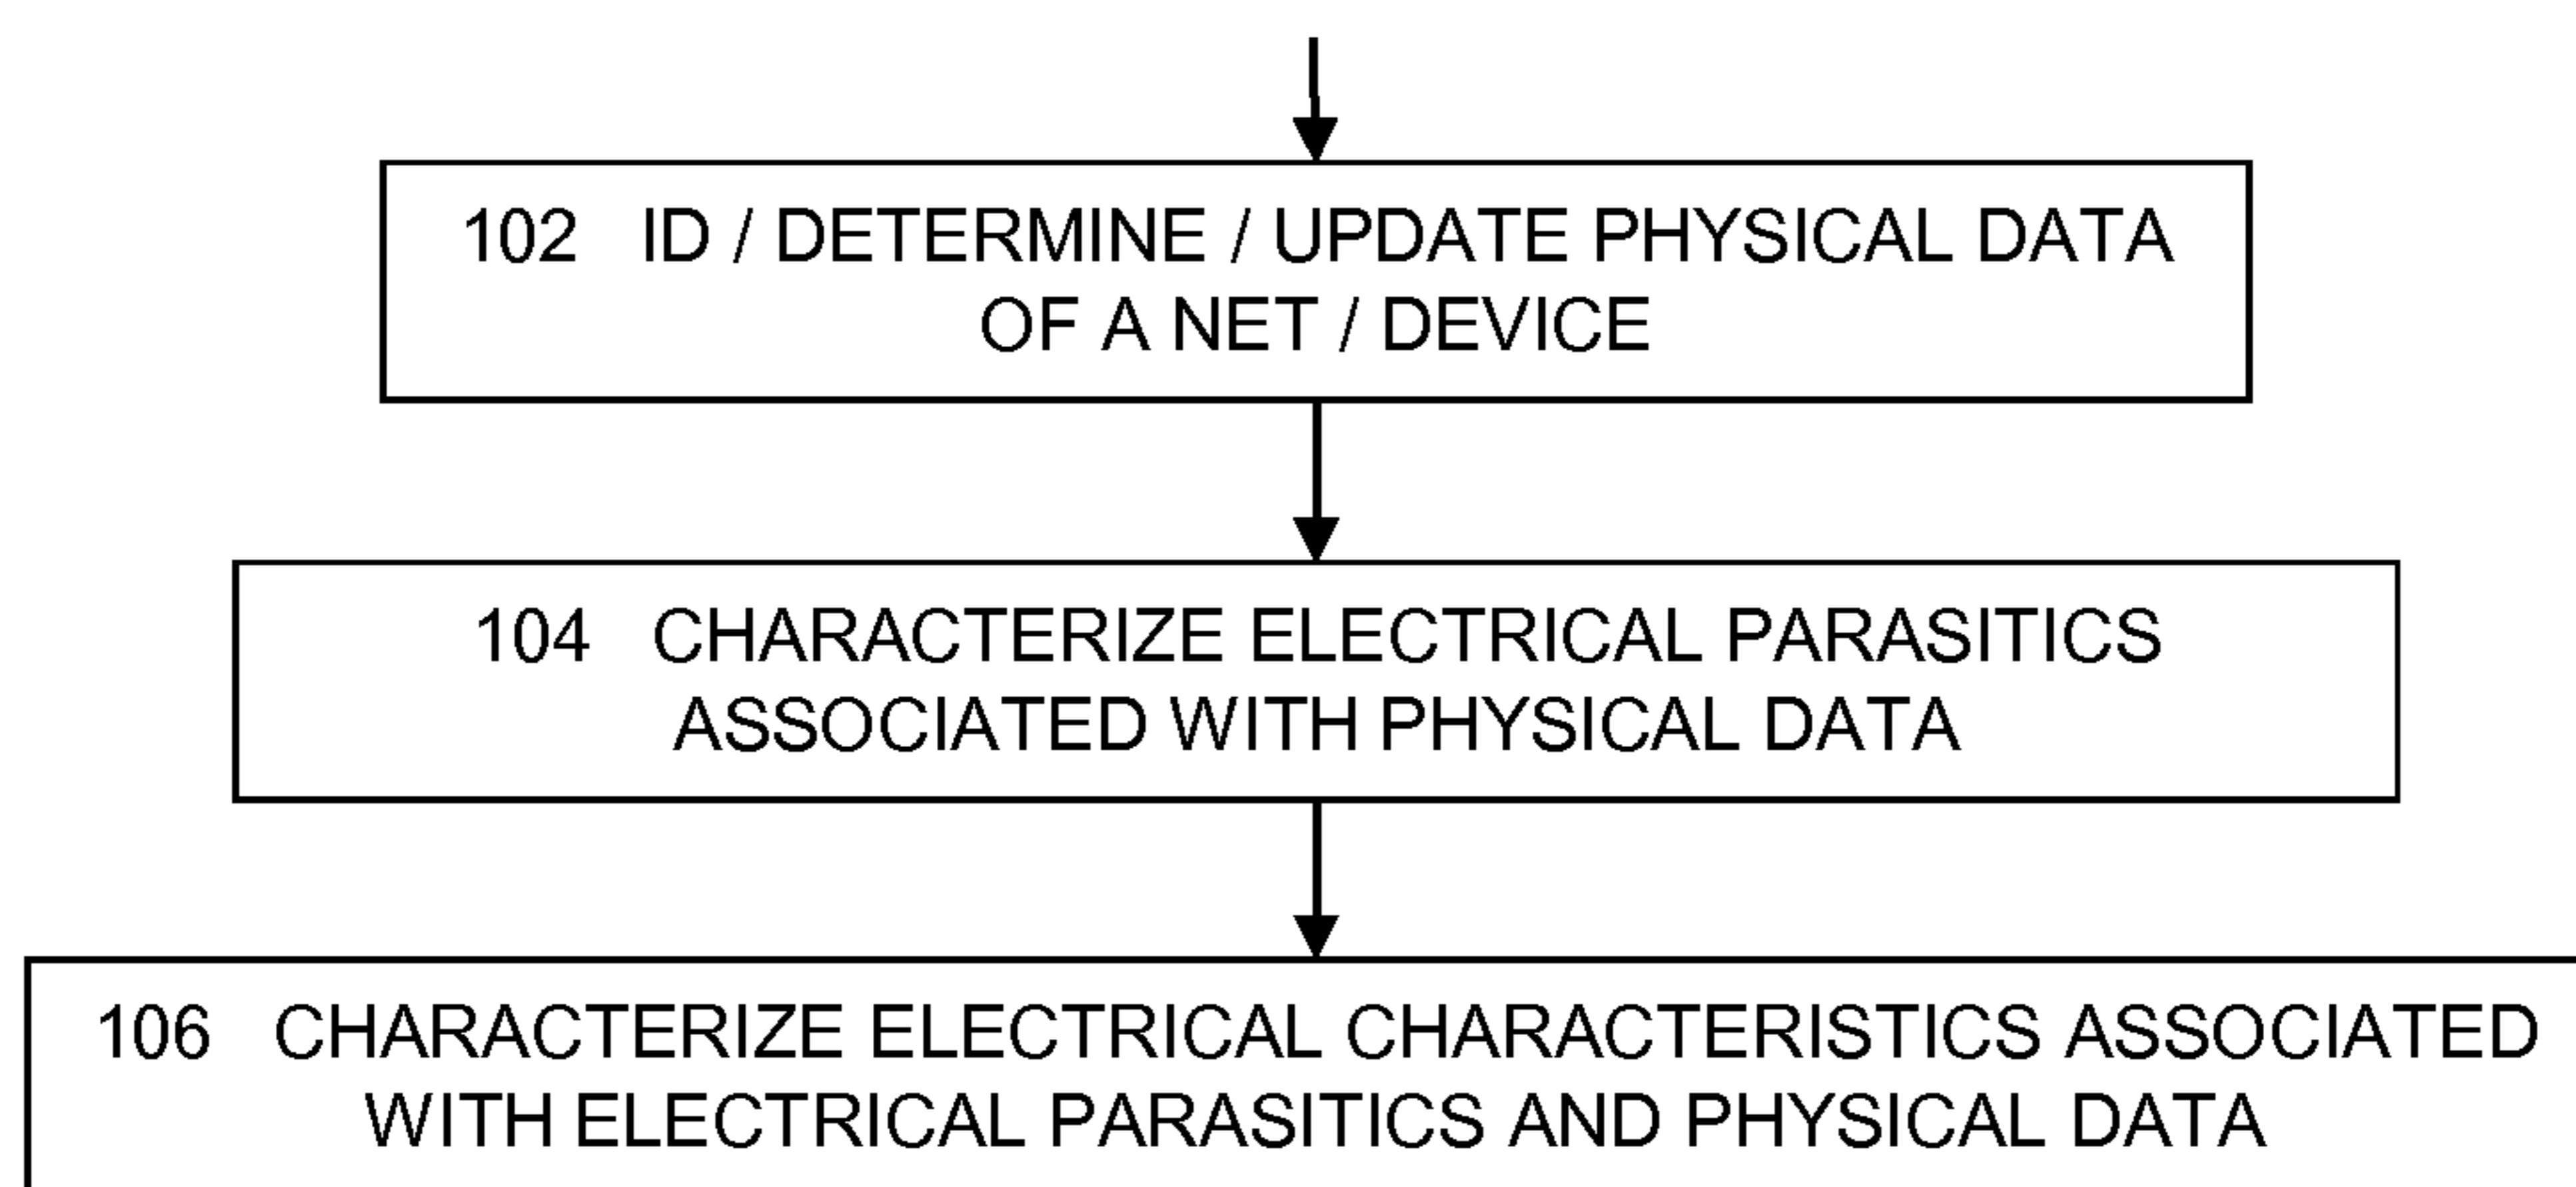 102 ID / DETERMINE / UPDATE PHYSICAL DATA
OF A NET / DEVICE
104 CHARACTERIZE ELECTRICAL PARASITICS
ASSOCIATED WITH PHYSICAL DATA
106 CHARACTERIZE ELECTRICAL CHARACTERISTICS ASSOCIATED
WITH ELECTRICAL PARASITICS AND PHYSICAL DATA